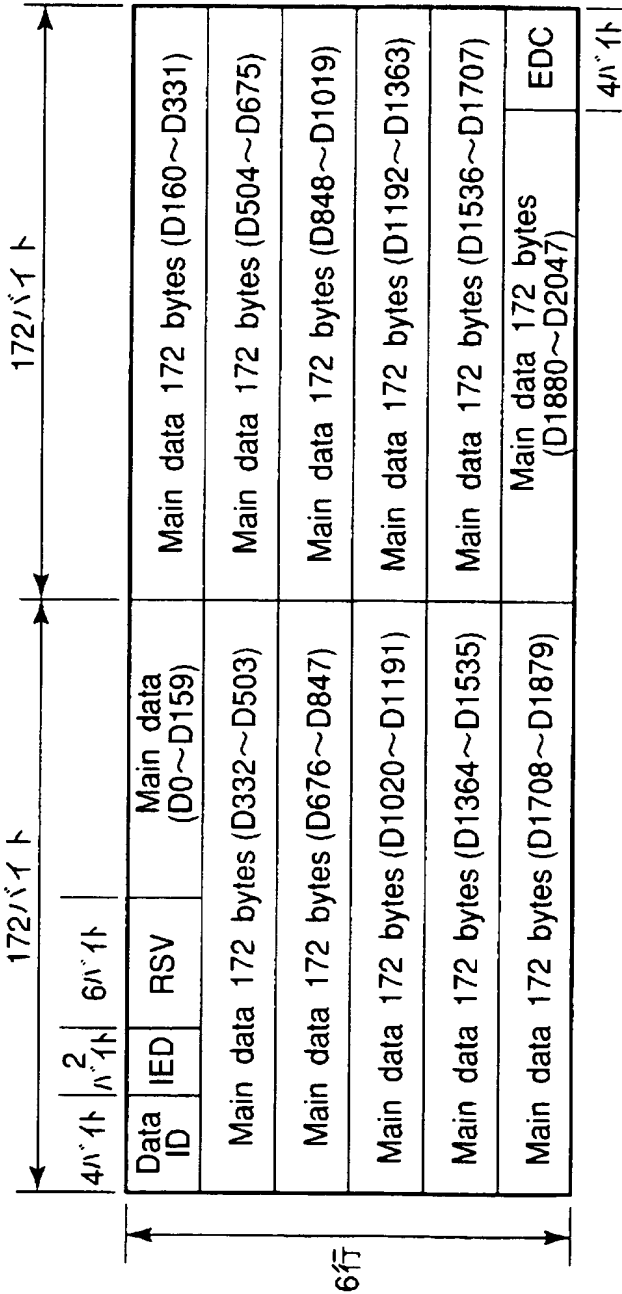 172バイト
172バイト
4バイト
2
バイト
6バイト
Data
ID
IED
RSV
Main data
(D0~D159)
Main data 172 bytes (D160~D331)
Main data 172 bytes (D332~D503)
Main data 172 bytes (D504~D675)
Main data 172 bytes (D676~D847)
Main data 172 bytes (D848~D1019)
Main data 172 bytes (D1020~D1191)
Main data 172 bytes (D1192~D1363)
Main data 172 bytes (D1364~D1535)
Main data 172 bytes (D1536~D1707)
Main data 172 bytes (D1708~D1879)
Main data 172 bytes
(D1880~D2047)
EDC
4バイト
6行